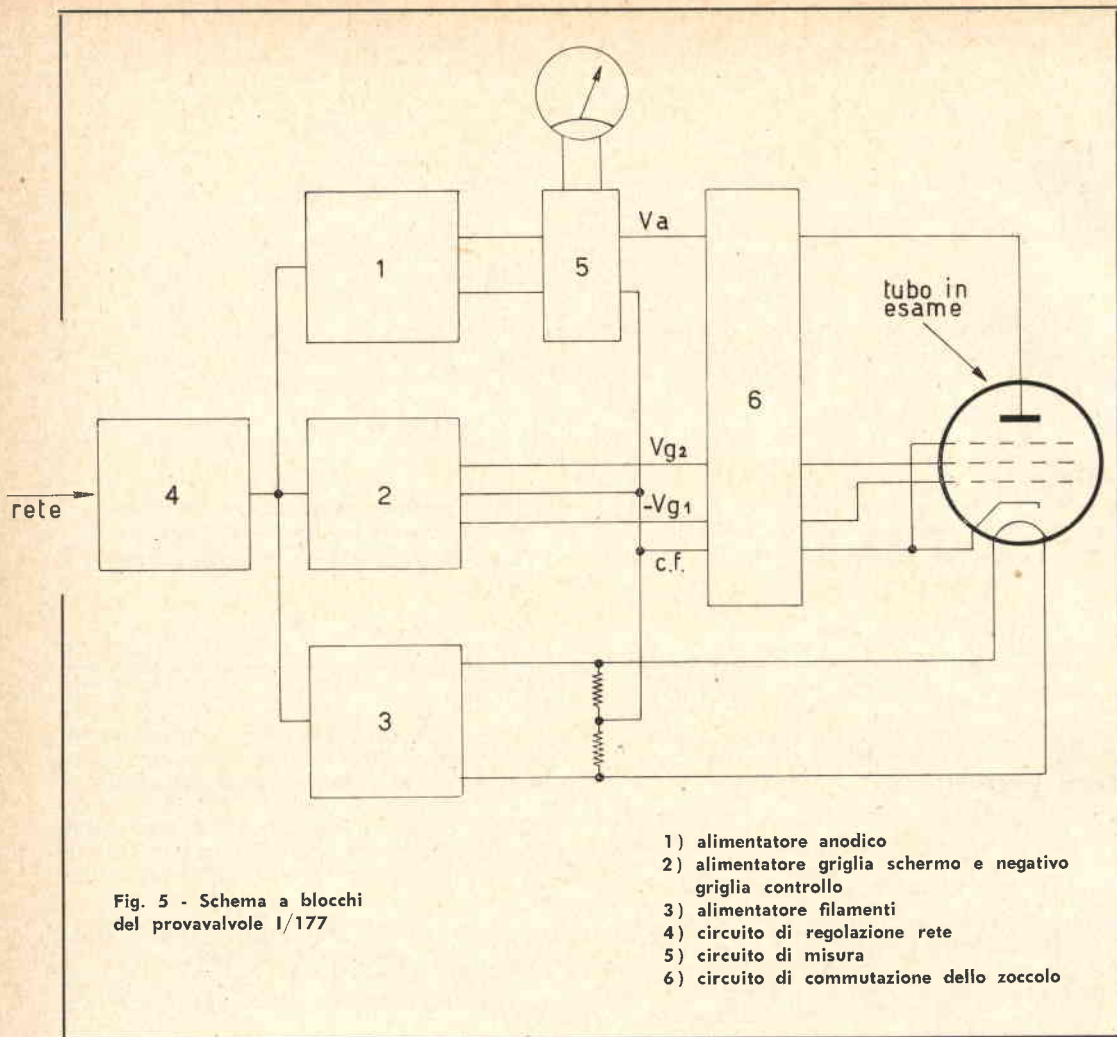 Va
1
5
tubo in
esame
6
Vg2
4
2
rete
-Vg1
c.f.
3
1) alimentatore anodico
2) alimentatore griglia schermo e negativo
griglia controllo
3) alimentatore filamenti
4) circuito di regolazione rete
5) circuito di misura
6) circuito di commutazione dello zoccolo
Fig. 5 - Schema a blocchi
del provavalvole I/177